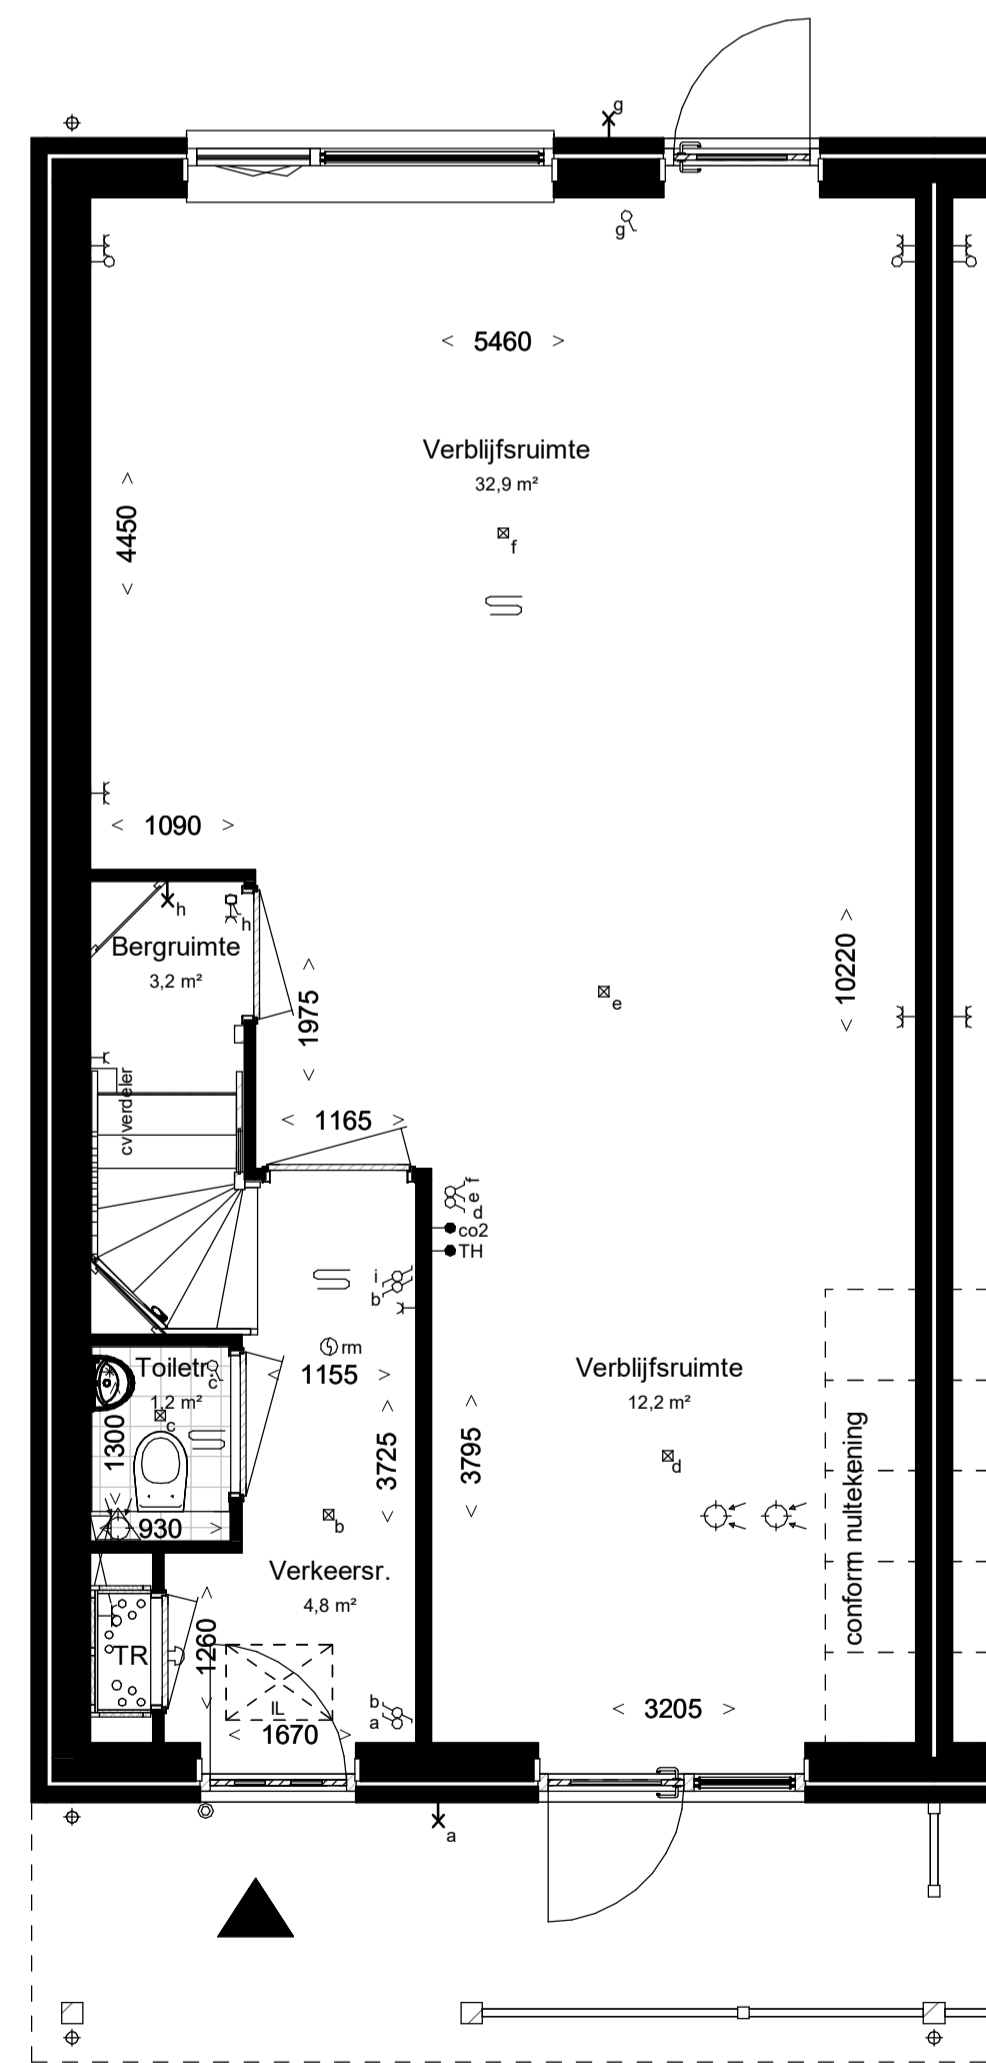 g
g
< 5460 >
Verblijfsruimte
32,9 m²
< 4450 >
f
< 1090 >
h
h
Bergruimte
3,2 m²
< 1975 >
< 10220 >
e
cv verdeler
< 1165 >
f
e
d
co2
TH
i
b
rm
Toiletr.
c
1,2 m²
c
< 1155 >
1300 <
< 3725 >
< 3795 >
Verblijfsruimte
12,2 m²
d
conform nultekening
930 >
b
Verkeersr.
4,8 m²
TR
< 1260 >
IL
b
a
< 1670 >
< 3205 >
a